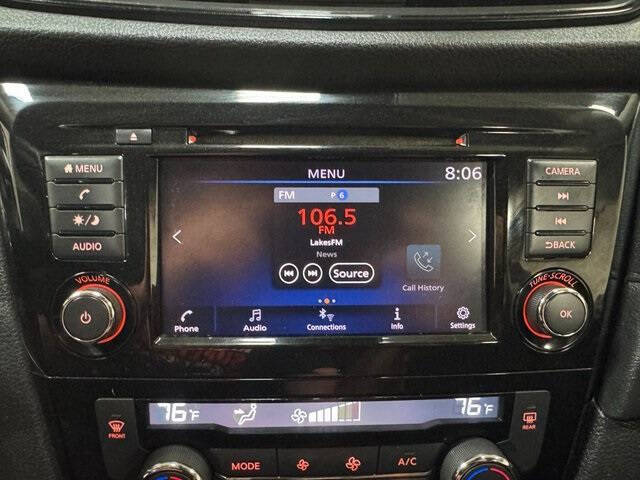 MENU
AUDIO
VOLUME
MENU 8:06
FM P 6
106.5
FM
LakesFM
News
Source
Call History
Phone Audio Connections Info Settings
CAMERA
BACK
TUNE·SCROLL
OK
76°F 76°F
FRONT
REAR
MODE A/C